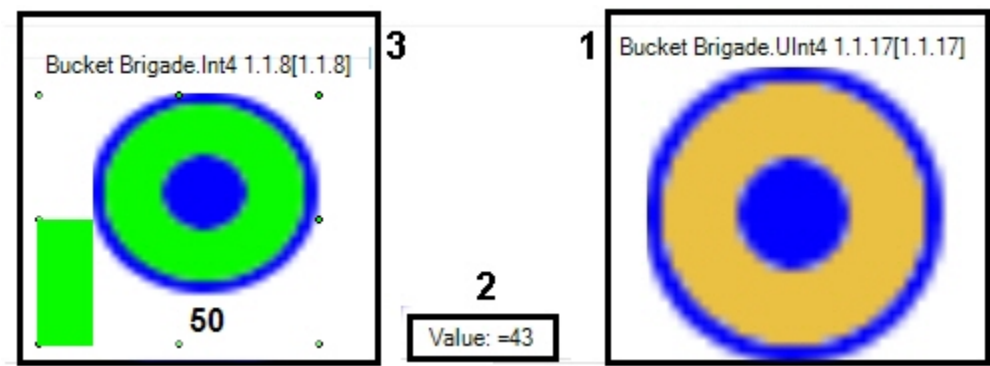 Bucket Brigade.Int4 1.1.8[1.1.8]
50
3
2
Value: =43
1
Bucket Brigade.UInt4 1.1.17[1.1.17]